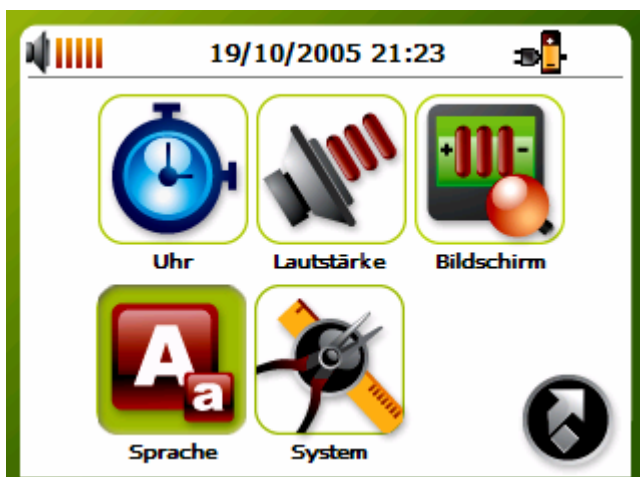 19/10/2005 21:23
Uhr Lautstärke Bildschirm
A
a
Sprache System